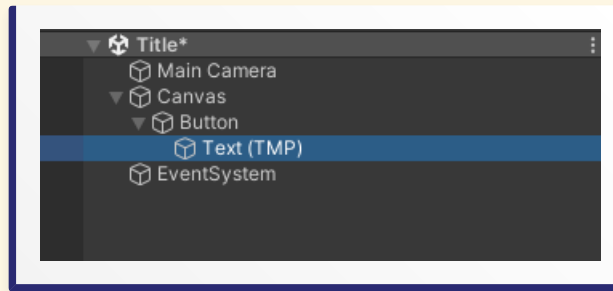 Title*
Main Camera
Canvas
Button
Text (TMP)
EventSystem